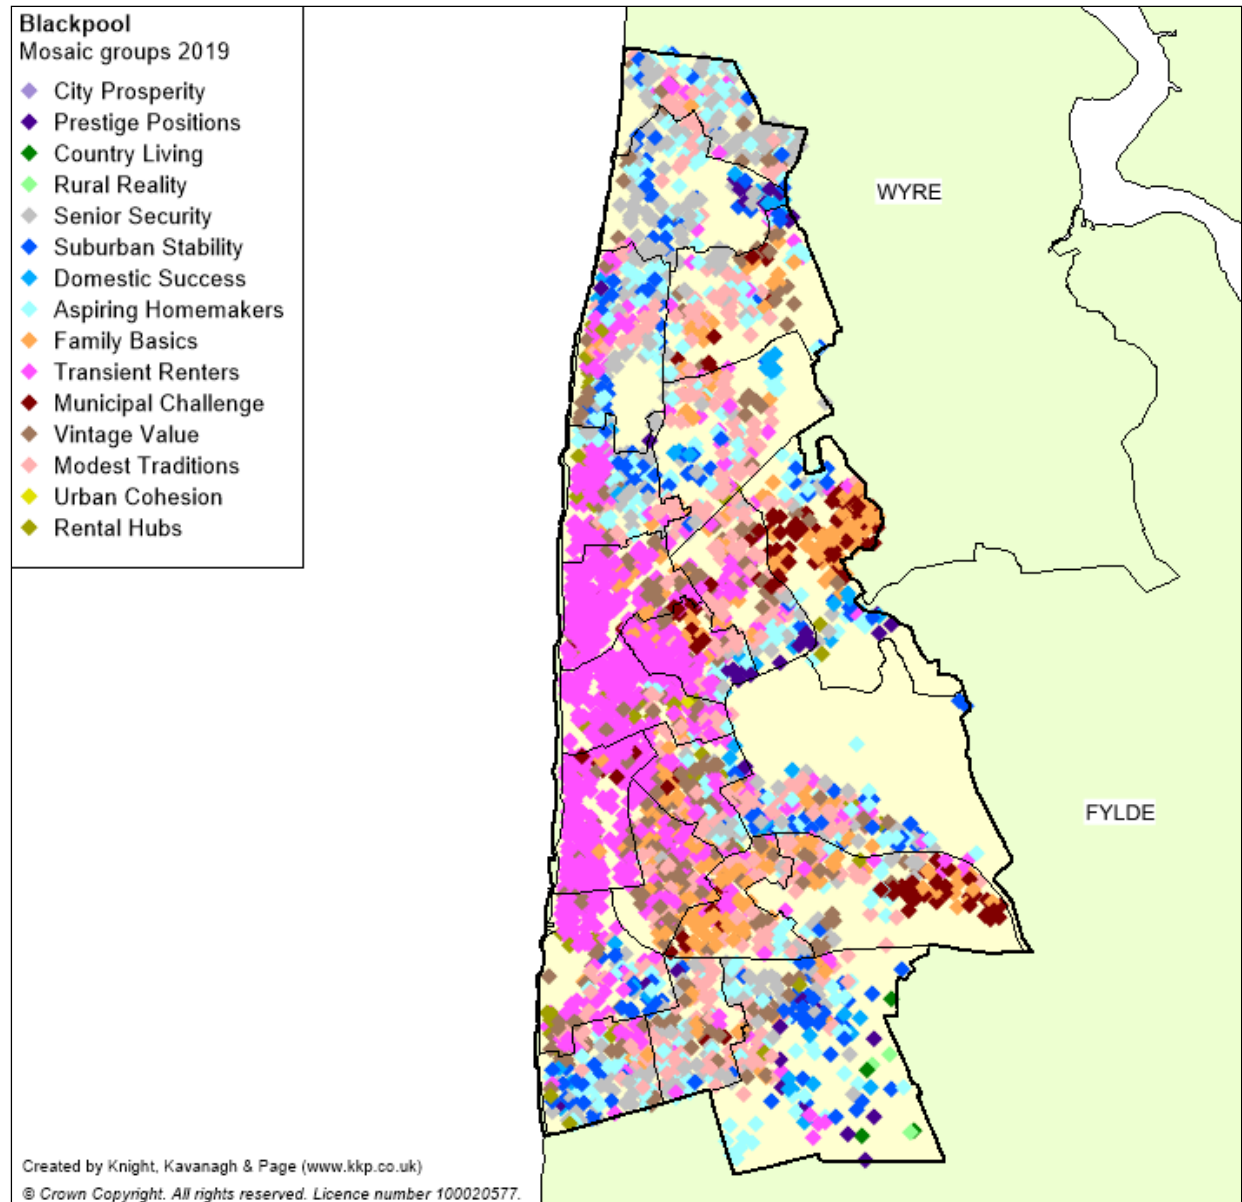 Blackpool
Mosaic groups 2019
City Prosperity
Prestige Positions
Country Living
Rural Reality
Senior Security
Suburban Stability
Domestic Success
Aspiring Homemakers
Family Basics
Transient Renters
Municipal Challenge
Vintage Value
Modest Traditions
Urban Cohesion
Rental Hubs
WYRE
FYLDE
Created by Knight, Kavanagh & Page (www.kkp.co.uk)
© Crown Copyright. All rights reserved. Licence number 100020577.